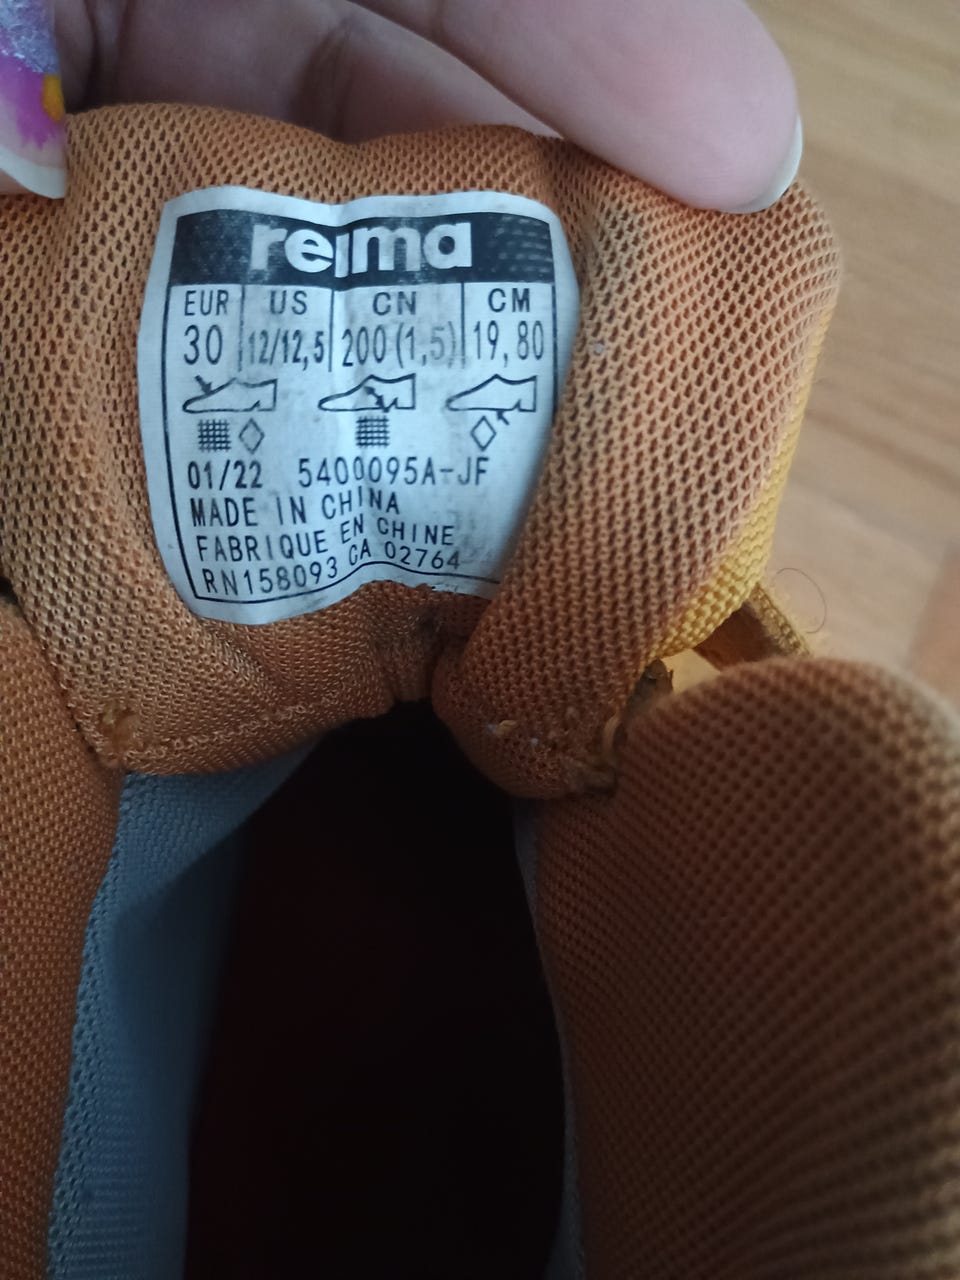 reima
EUR US CN CM
30 12/12,5 200(1,5) 19,80
01/22 5400095A-JF
MADE IN CHINA
FABRIQUE EN CHINE
RN158093 CA 02764